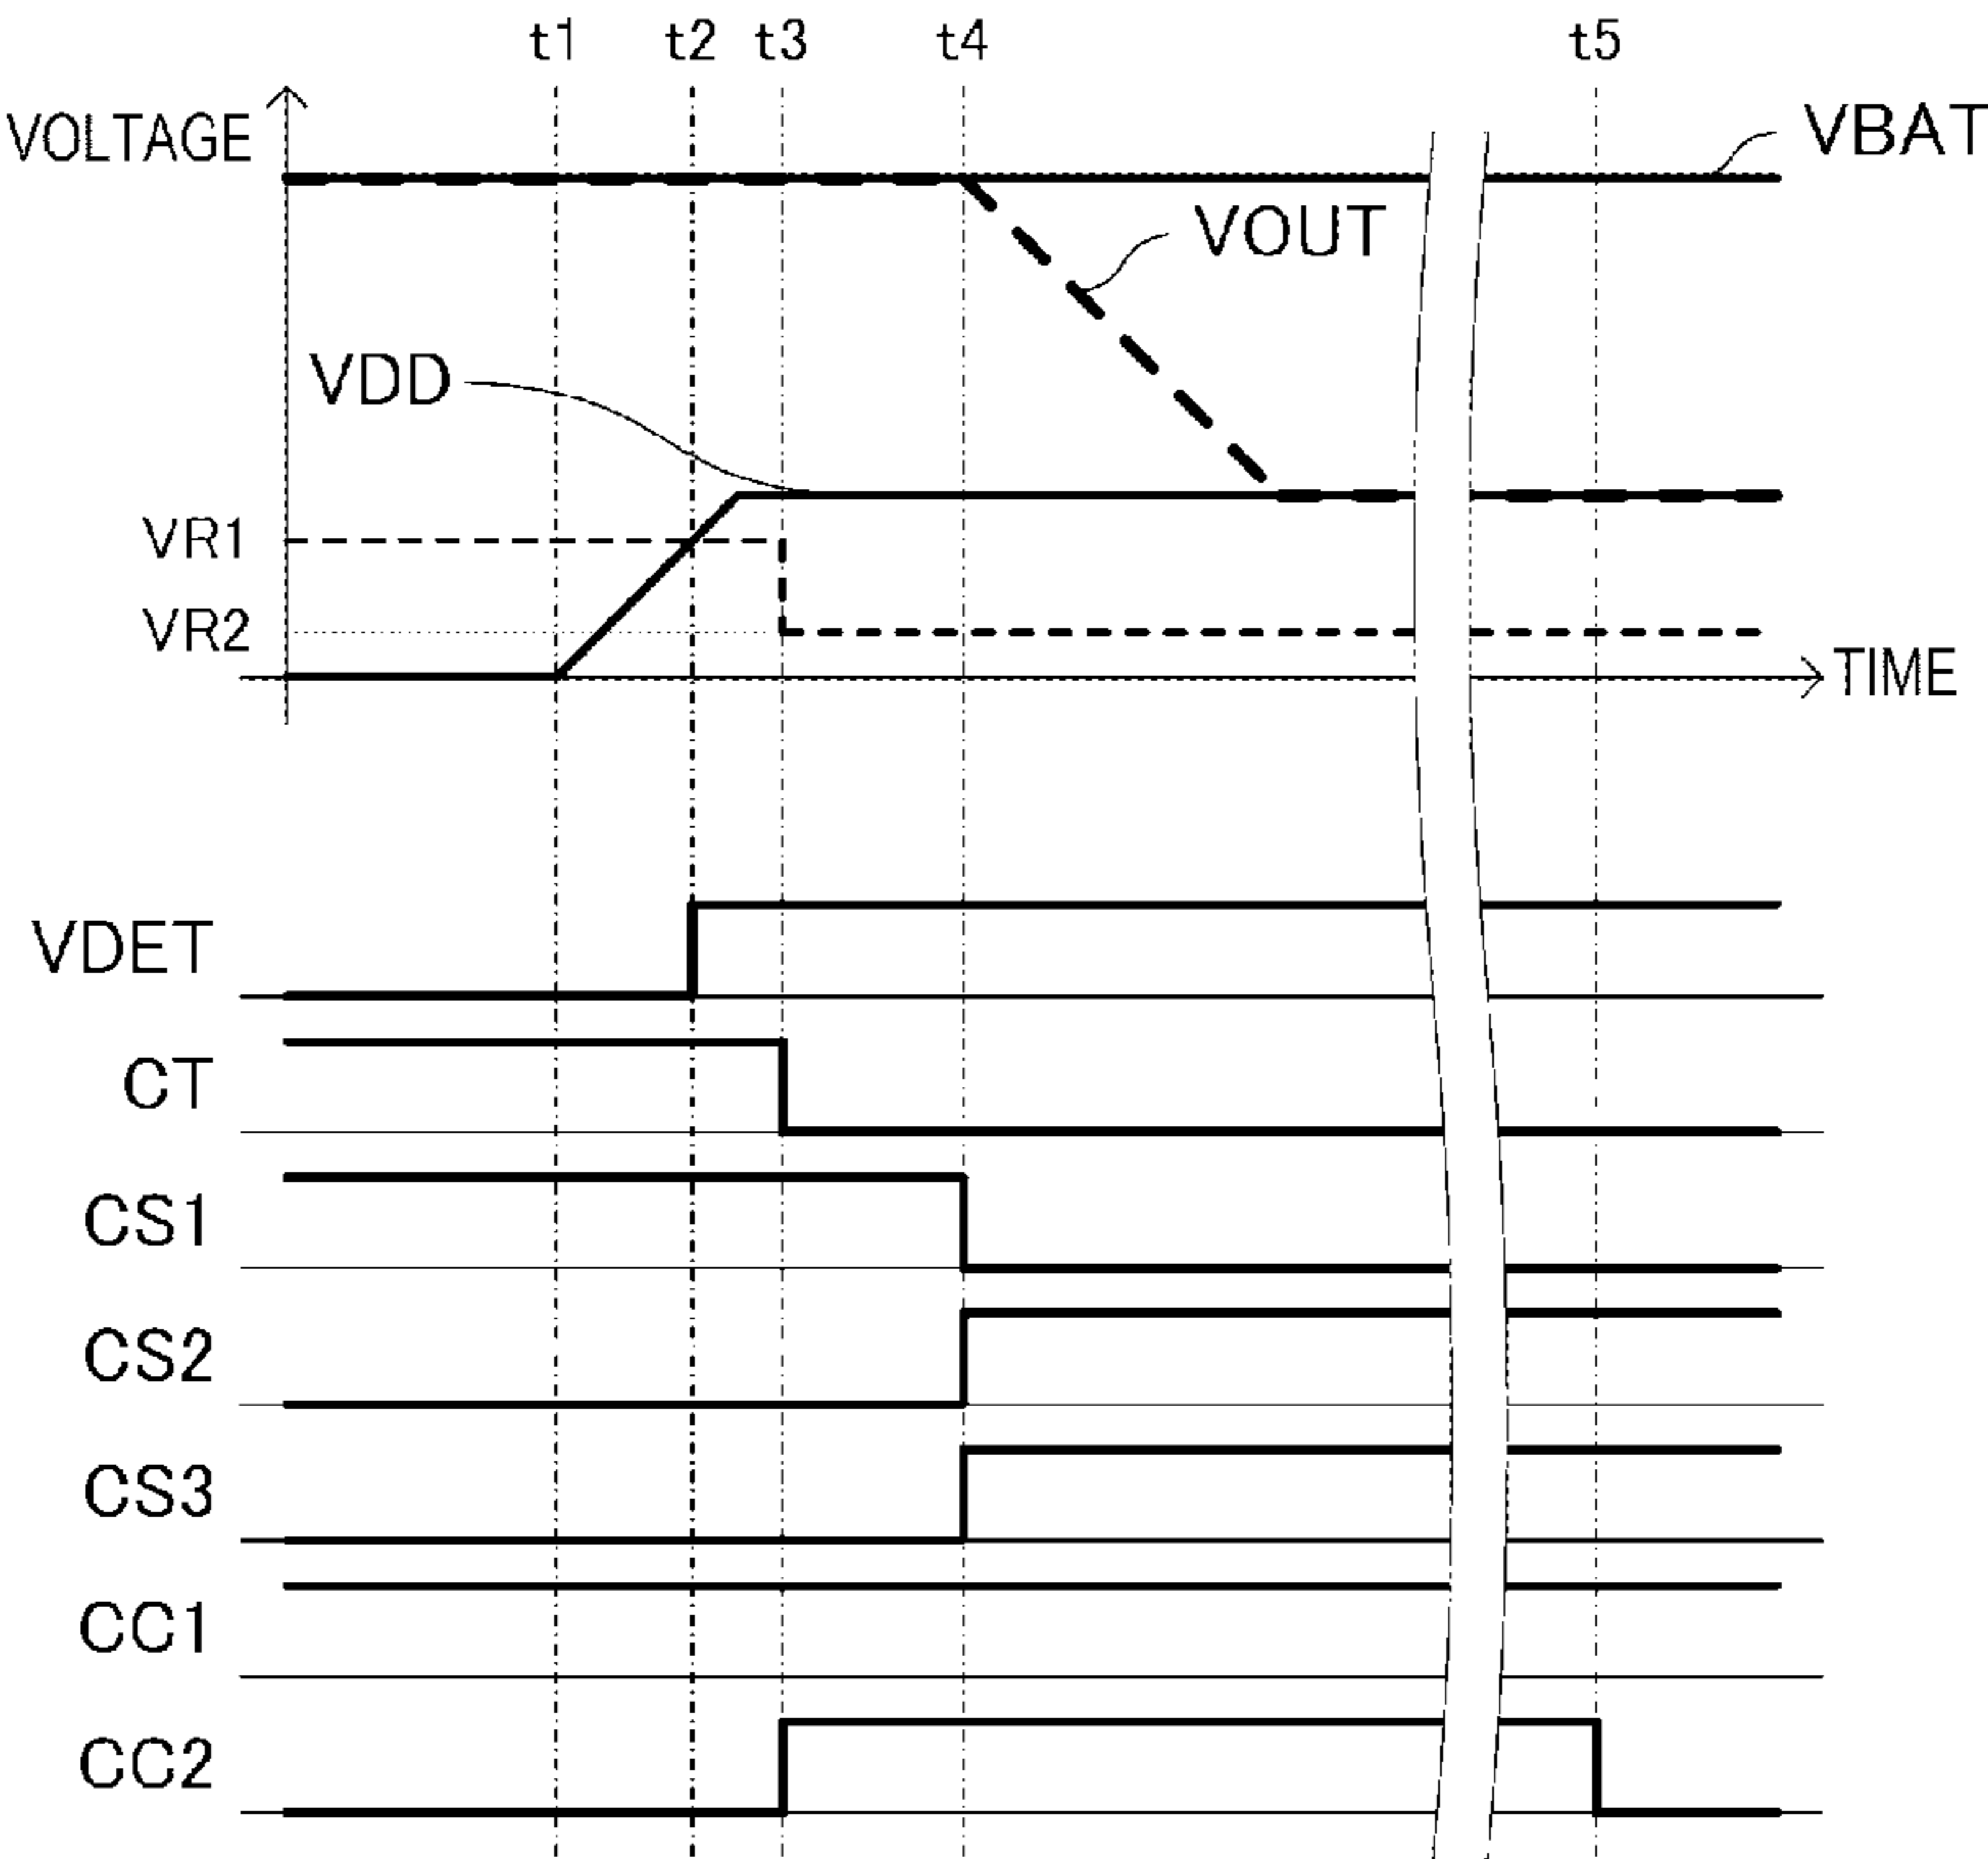 t1 t2 t3 t4 t5
VOLTAGE
VBAT
VOUT
VDD
VR1
VR2
TIME
VDET
CT
CS1
CS2
CS3
CC1
CC2